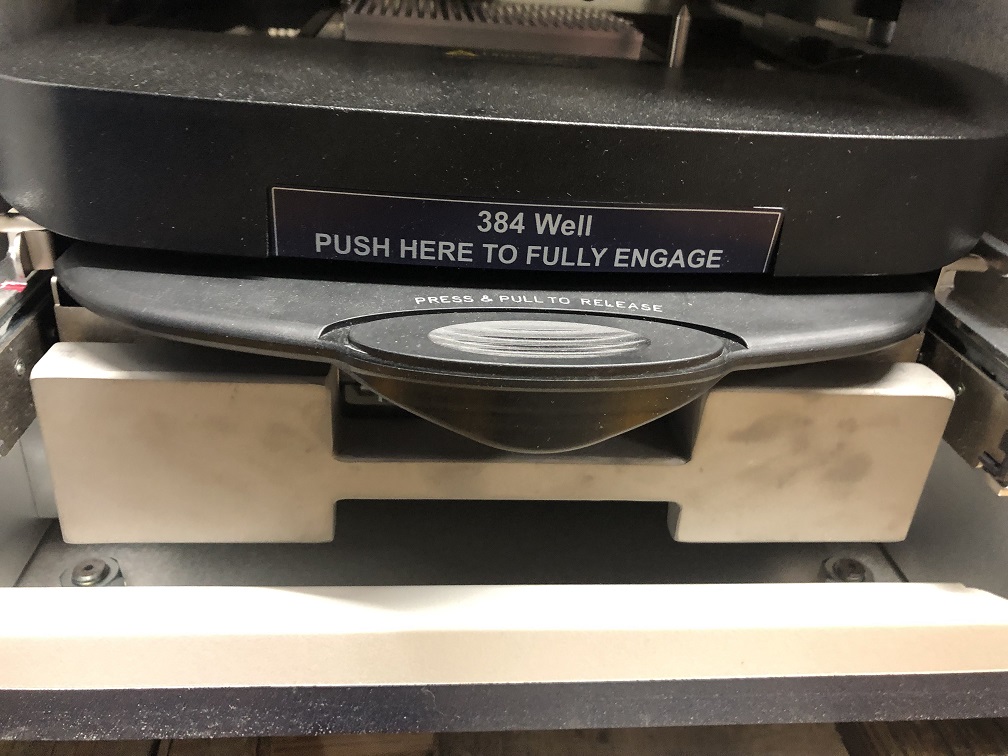 384 Well
PUSH HERE TO FULLY ENGAGE
PRESS & PULL TO RELEASE